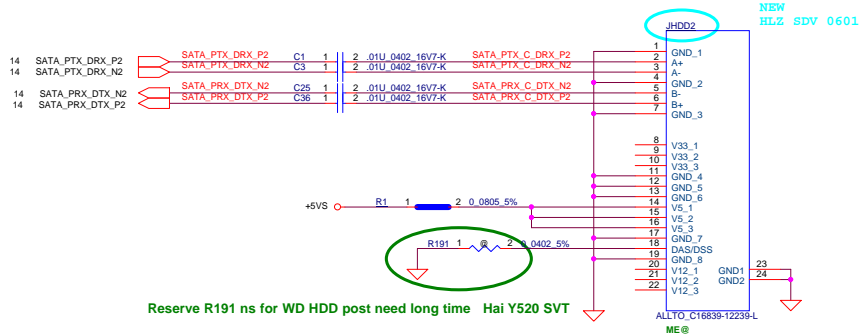 NEW
HLZ SDV 0601
JHDD2
14 SATA_PTX_DRX_P2 SATA_PTX_DRX_P2 C1 1 2 .01U_0402_16V7-K SATA_PTX_C_DRX_P2
14 SATA_PTX_DRX_N2 SATA_PTX_DRX_N2 C3 1 2 .01U_0402_16V7-K SATA_PTX_C_DRX_N2
14 SATA_PRX_DTX_N2 SATA_PRX_DTX_N2 C25 1 2 .01U_0402_16V7-K SATA_PRX_C_DTX_N2
14 SATA_PRX_DTX_P2 SATA_PRX_DTX_P2 C36 1 2 .01U_0402_16V7-K SATA_PRX_C_DTX_P2
1 GND_1
2 A+
3 A-
4 GND_2
5 B-
6 B+
7 GND_3
8 V33_1
9 V33_2
10 V33_3
11 GND_4
12 GND_5
13 GND_6
+5VS R1 1 2 0_0805_5% 14 V5_1
15 V5_2
16 V5_3
17 GND_7
R191 1 @ 2 0_0402_5% 18 DAS/DSS
19 GND_8
20 V12_1 GND1 23
21 V12_2 GND2 24
22 V12_3
Reserve R191 ns for WD HDD post need long time Hai Y520 SVT
ALLTO_C16839-12239-L
ME@